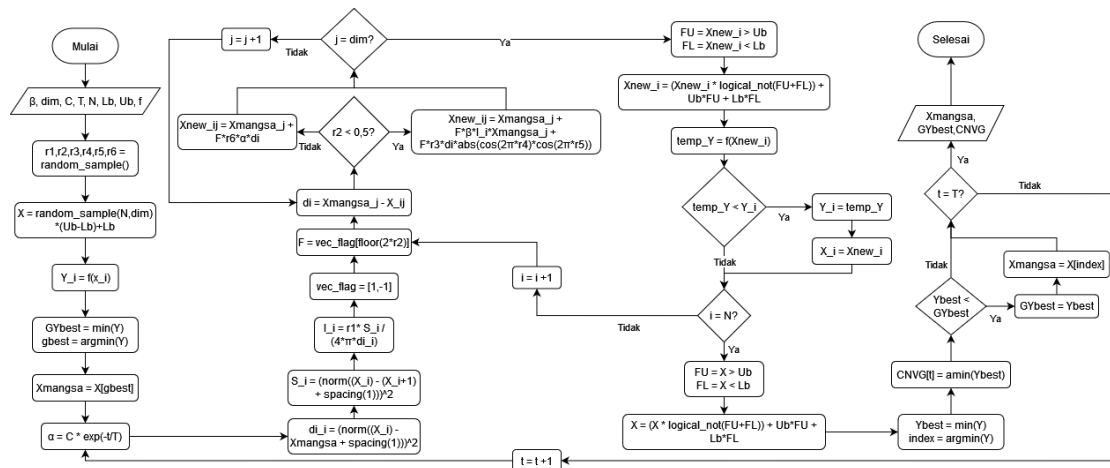 Mulai
β, dim, C, T, N, Lb, Ub, f
r1,r2,r3,r4,r5,r6 =
random_sample()
X = random_sample(N,dim)
*(Ub-Lb)+Lb
Y_i = f(x_i)
GYbest = min(Y)
gbest = argmin(Y)
Xmangsa = X[gbest]
α = C * exp(-t/T)
di_i = (norm((X_i) -
Xmangsa + spacing(1)))^2
S_i = (norm((X_i) - (X_i+1)
+ spacing(1)))^2
I_i = r1* S_i /
(4*π*di_i)
vec_flag = [1,-1]
F = vec_flag[floor(2*r2)]
di = Xmangsa_j - X_ij
r2 < 0,5?
Tidak
Ya
Xnew_ij = Xmangsa_j +
F*r6*α*di
Xnew_ij = Xmangsa_j +
F*β*I_i*Xmangsa_j +
F*r3*di*abs(cos(2π*r4)*cos(2π*r5))
j = dim?
Tidak
Ya
j = j +1
FU = Xnew_i > Ub
FL = Xnew_i < Lb
Xnew_i = (Xnew_i * logical_not(FU+FL)) +
Ub*FU + Lb*FL
temp_Y = f(Xnew_i)
temp_Y < Y_i
Ya
Tidak
Y_i = temp_Y
X_i = Xnew_i
i = N?
Tidak
Ya
i = i +1
FU = X > Ub
FL = X < Lb
X = (X * logical_not(FU+FL)) + Ub*FU +
Lb*FL
Ybest = min(Y)
index = argmin(Y)
CNVG[t] = amin(Ybest)
Ybest <
GYbest
Ya
Tidak
GYbest = Ybest
Xmangsa = X[index]
t = T?
Tidak
Ya
t = t +1
Xmangsa,
GYbest,CNVG
Selesai